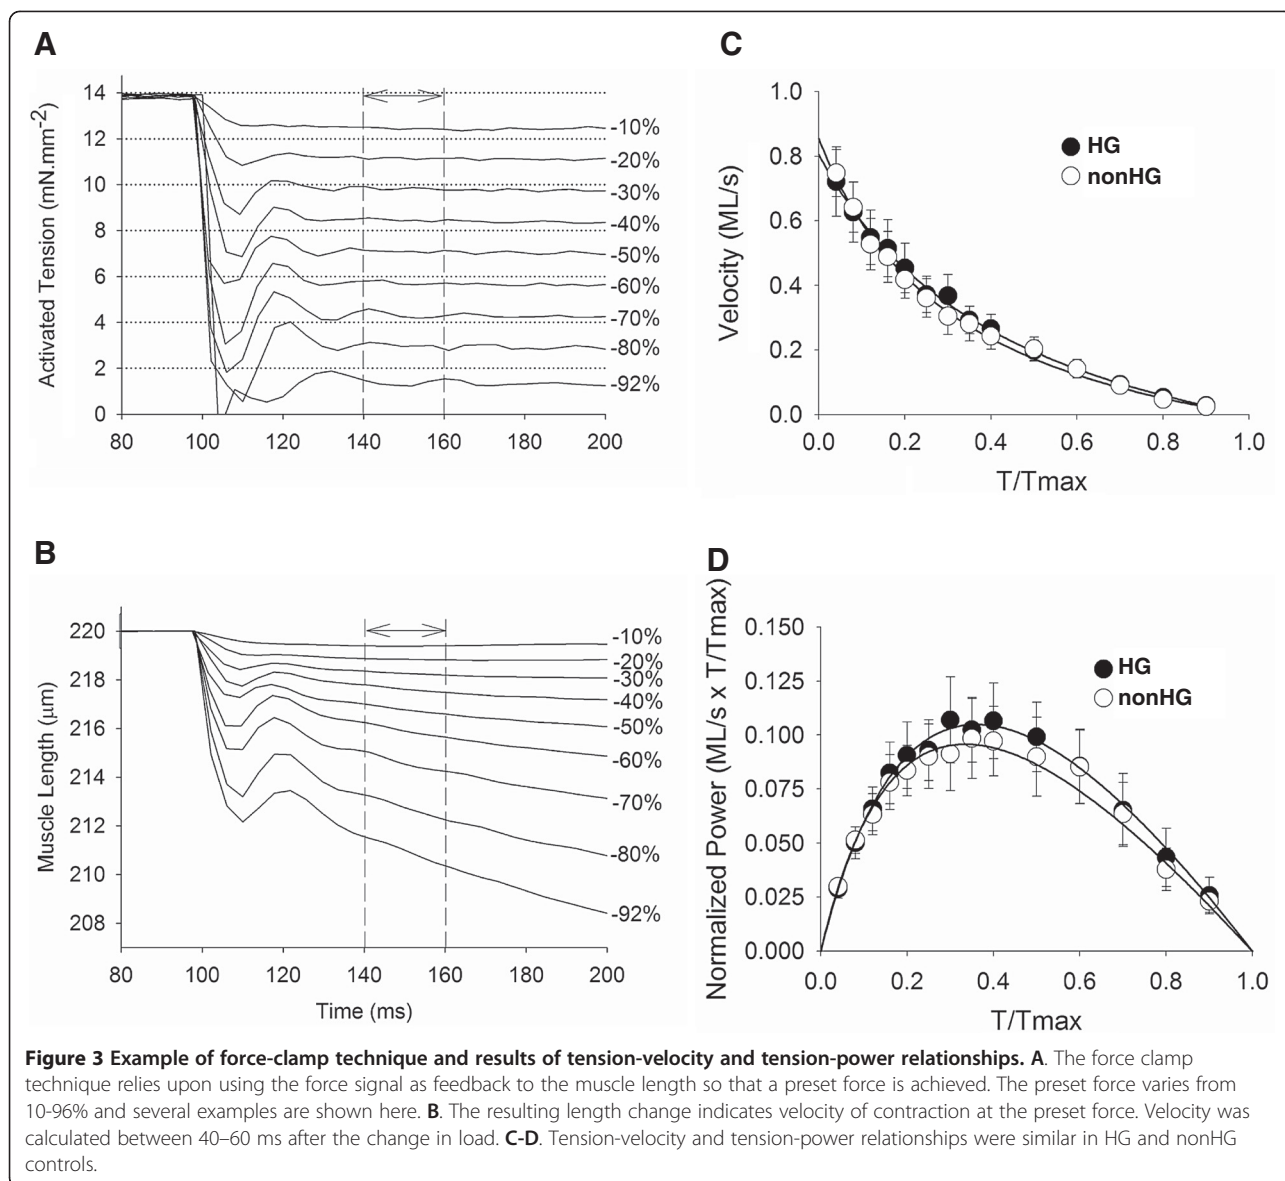 A
Activated Tension (mN.mm-2)
14
12
10
8
6
4
2
0
-10%
-20%
-30%
-40%
-50%
-60%
-70%
-80%
-92%
80 100 120 140 160 180 200
B
Muscle Length (μm)
220
218
216
214
212
210
208
-10%
-20%
-30%
-40%
-50%
-60%
-70%
-80%
-92%
80 100 120 140 160 180 200
Time (ms)
C
Velocity (ML/s)
1.0
0.8
0.6
0.4
0.2
0.0
HG
nonHG
0.0 0.2 0.4 0.6 0.8 1.0
T/Tmax
D
Normalized Power (ML/s x T/Tmax)
0.150
0.125
0.100
0.075
0.050
0.025
0.000
HG
nonHG
0.0 0.2 0.4 0.6 0.8 1.0
T/Tmax
Figure 3 Example of force-clamp technique and results of tension-velocity and tension-power relationships. A. The force clamp
technique relies upon using the force signal as feedback to the muscle length so that a preset force is achieved. The preset force varies from
10-96% and several examples are shown here. B. The resulting length change indicates velocity of contraction at the preset force. Velocity was
calculated between 40–60 ms after the change in load. C-D. Tension-velocity and tension-power relationships were similar in HG and nonHG
controls.